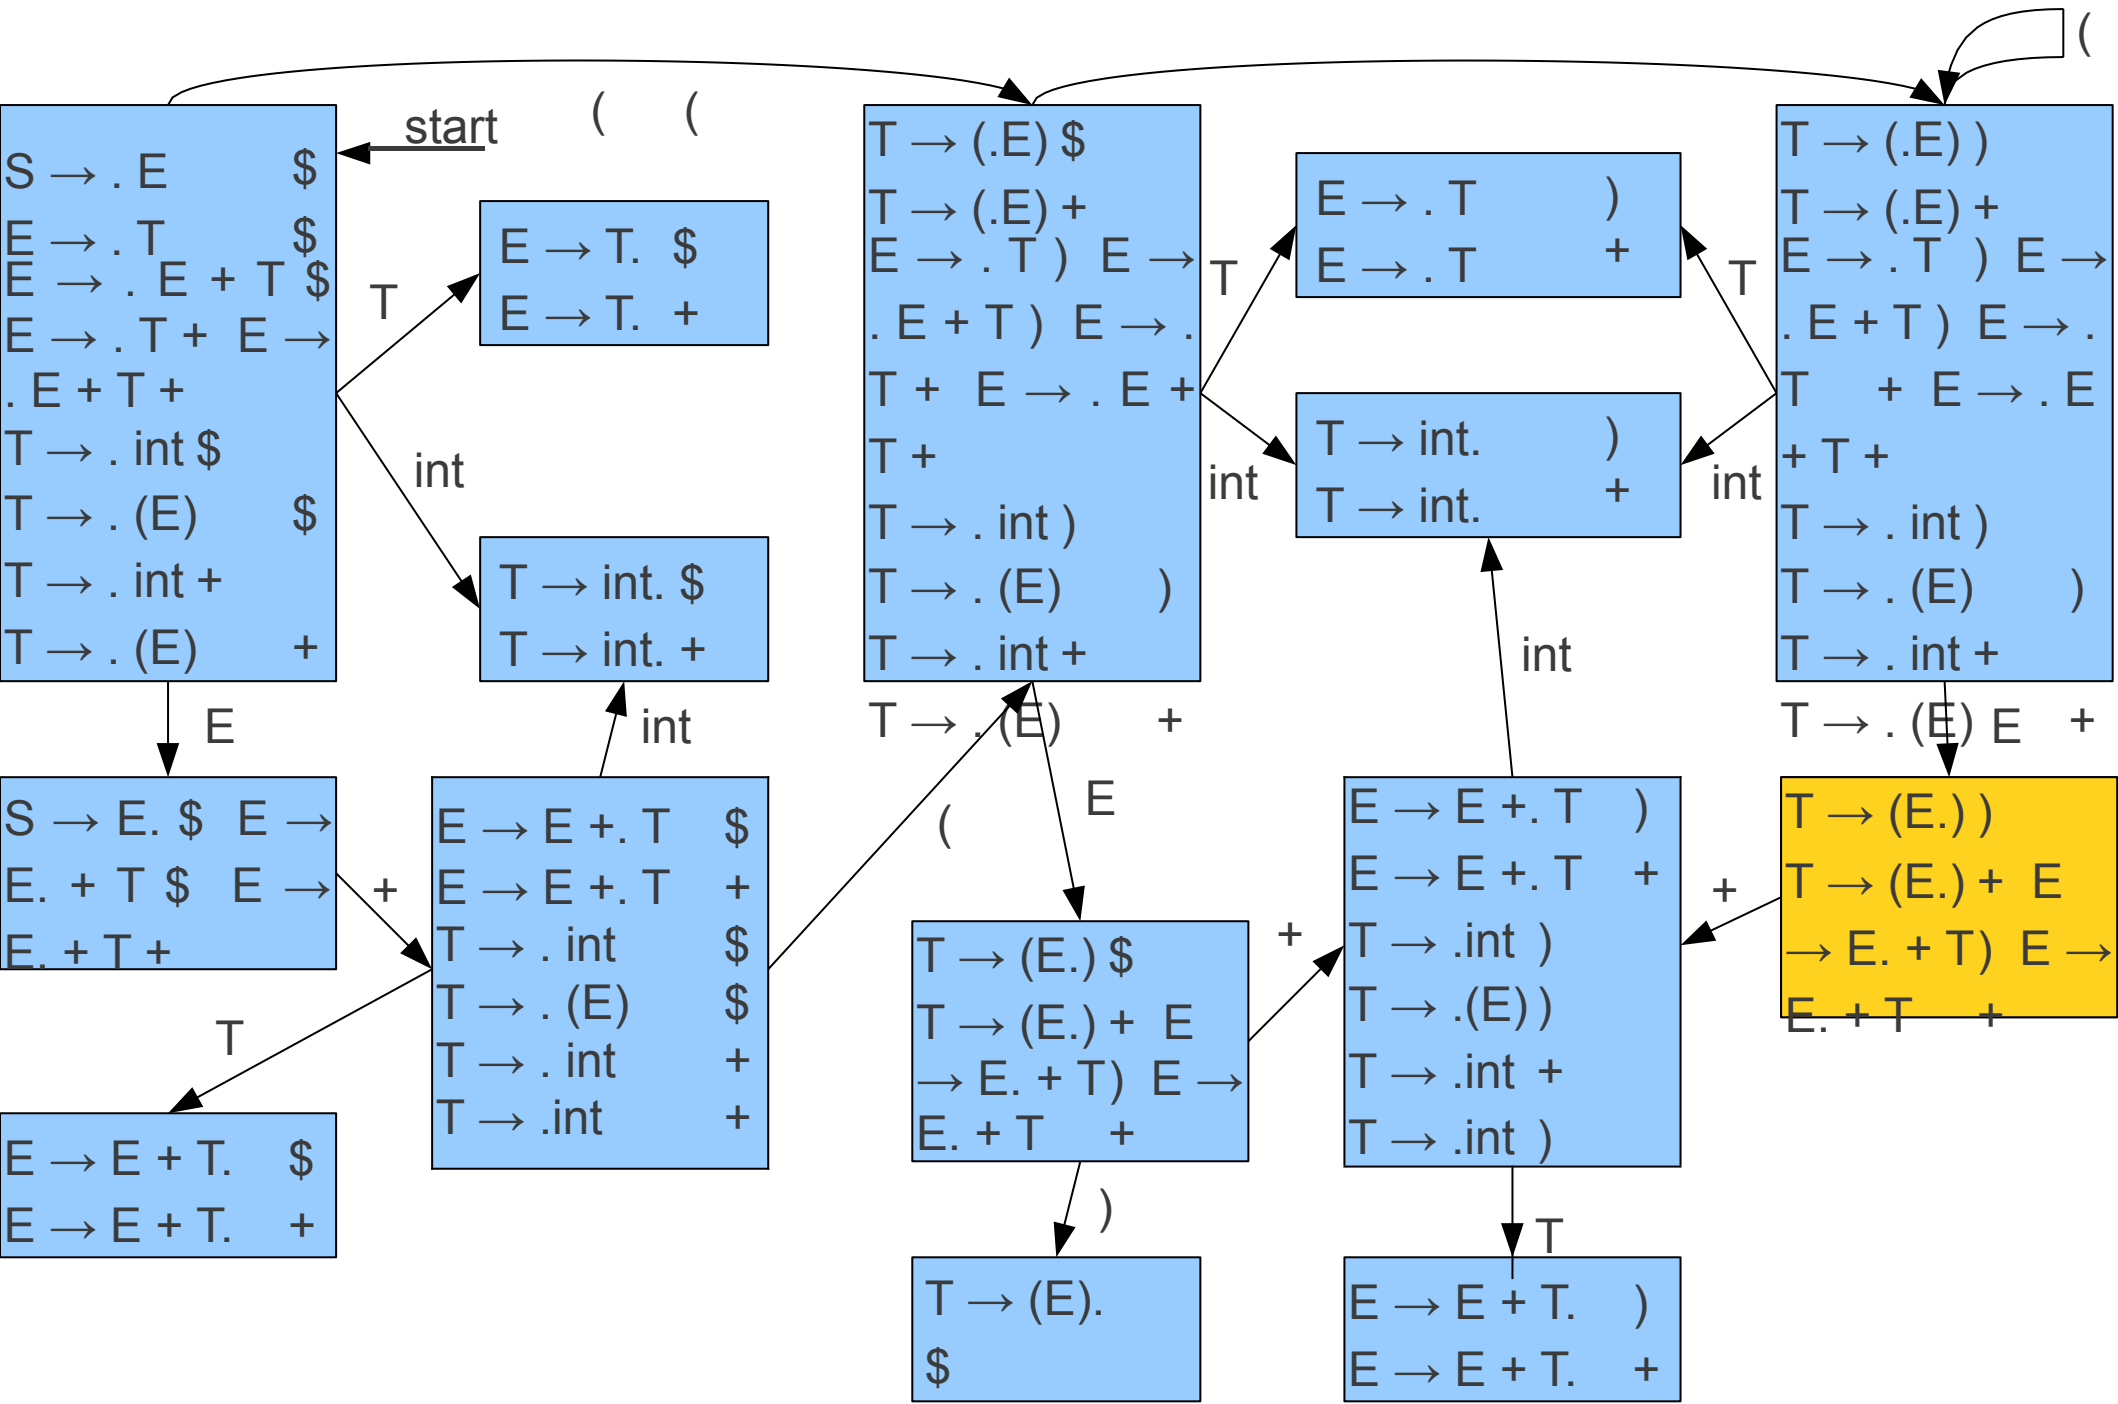 (
start ( (
S → . E $
E → . T $
E → . E + T $
E → . T + E →
. E + T +
T → . int $
T → . (E) $
T → . int +
T → . (E) +
T
E → T. $
E → T. +
int
T → int. $
T → int. +
T → (.E) $
T → (.E) +
E → . T ) E →
. E + T ) E → .
T + E → . E +
T +
T → . int )
T → . (E) )
T → . int +
T → . (E) +
T
E → . T )
E → . T +
T
int
T → int. )
T → int. +
int
T → (.E) )
T → (.E) +
E → . T ) E →
. E + T ) E → .
T + E → . E
+ T +
T → . int )
T → . (E) )
T → . int +
T → . (E) +
E
int
E
int
E
S → E. $ E →
E. + T $ E →
E. + T +
+
E → E +. T $
E → E +. T +
T → . int $
T → . (E) $
T → . int +
T → .int +
(
T
E → E + T. $
E → E + T. +
T → (E.) $
T → (E.) + E
→ E. + T) E →
E. + T +
+
E → E +. T )
E → E +. T +
T → .int )
T → .(E) )
T → .int +
T → .int )
+
T → (E.) )
T → (E.) + E
→ E. + T) E →
E. + T +
)
T
T → (E).
$
E → E + T. )
E → E + T. +